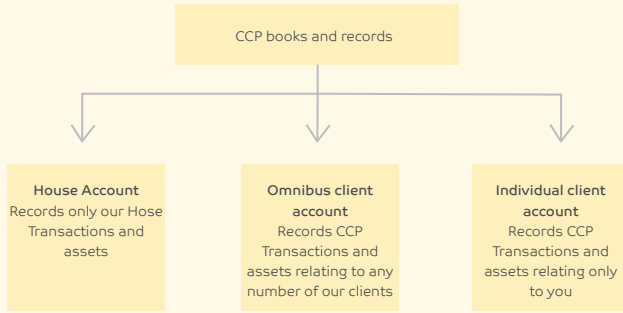 CCP books and records
House Account
Records only our Hose
Transactions and
assets
Omnibus client
account
Records CCP
Transactions and
assets relating to any
number of our clients
Individual client
account
Records CCP
Transactions and
assets relating only
to you